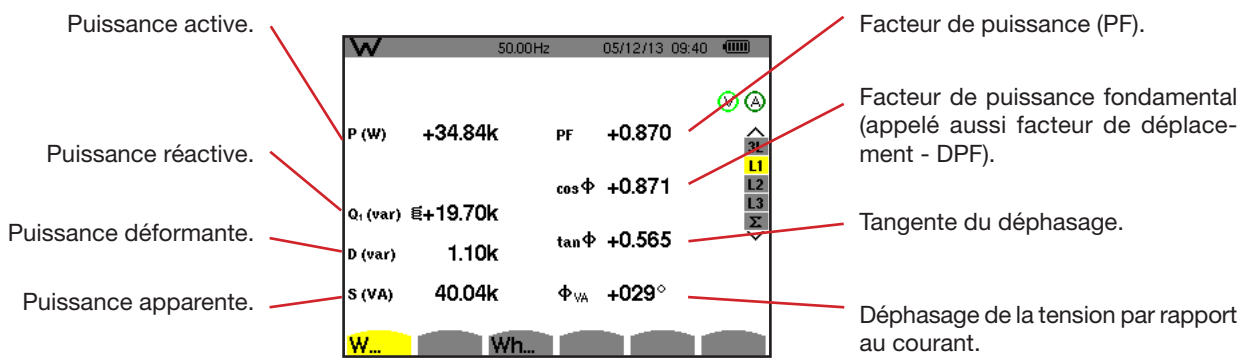 Puissance active.
Puissance réactive.
Puissance déformante.
Puissance apparente.
W 50.00Hz 05/12/13 09:40
V A
P (W) +34.84k PF +0.870
cos Φ +0.871
Q₁ (var) +19.70k
tan Φ +0.565
D (var) 1.10k
S (VA) 40.04k Φ VA +029°
3L
L1
L2
L3
Σ
W... Wh...
Facteur de puissance (PF).
Facteur de puissance fondamental
(appelé aussi facteur de déplace-
ment - DPF).
Tangente du déphasage.
Déphasage de la tension par rapport
au courant.